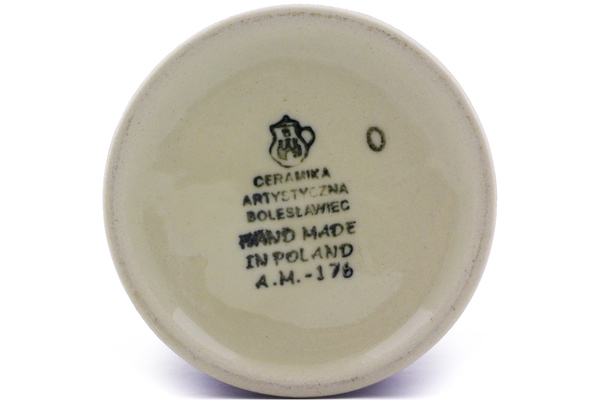 O
CERAMIKA
ARTYSTYCZNA
BOLESŁAWIEC
HAND MADE
IN POLAND
A.M.-176